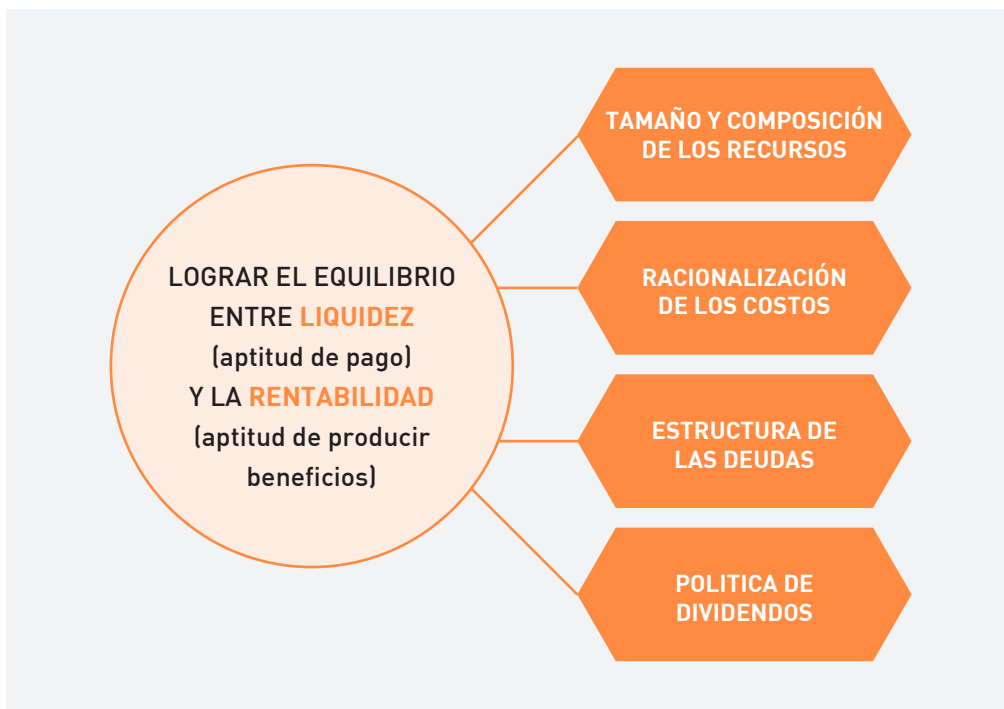 LOGRAR EL EQUILIBRIO
ENTRE LIQUIDEZ
(aptitud de pago)
Y LA RENTABILIDAD
(aptitud de producir
beneficios)
TAMAÑO Y COMPOSICIÓN
DE LOS RECURSOS
RACIONALIZACIÓN
DE LOS COSTOS
ESTRUCTURA DE
LAS DEUDAS
POLITICA DE
DIVIDENDOS